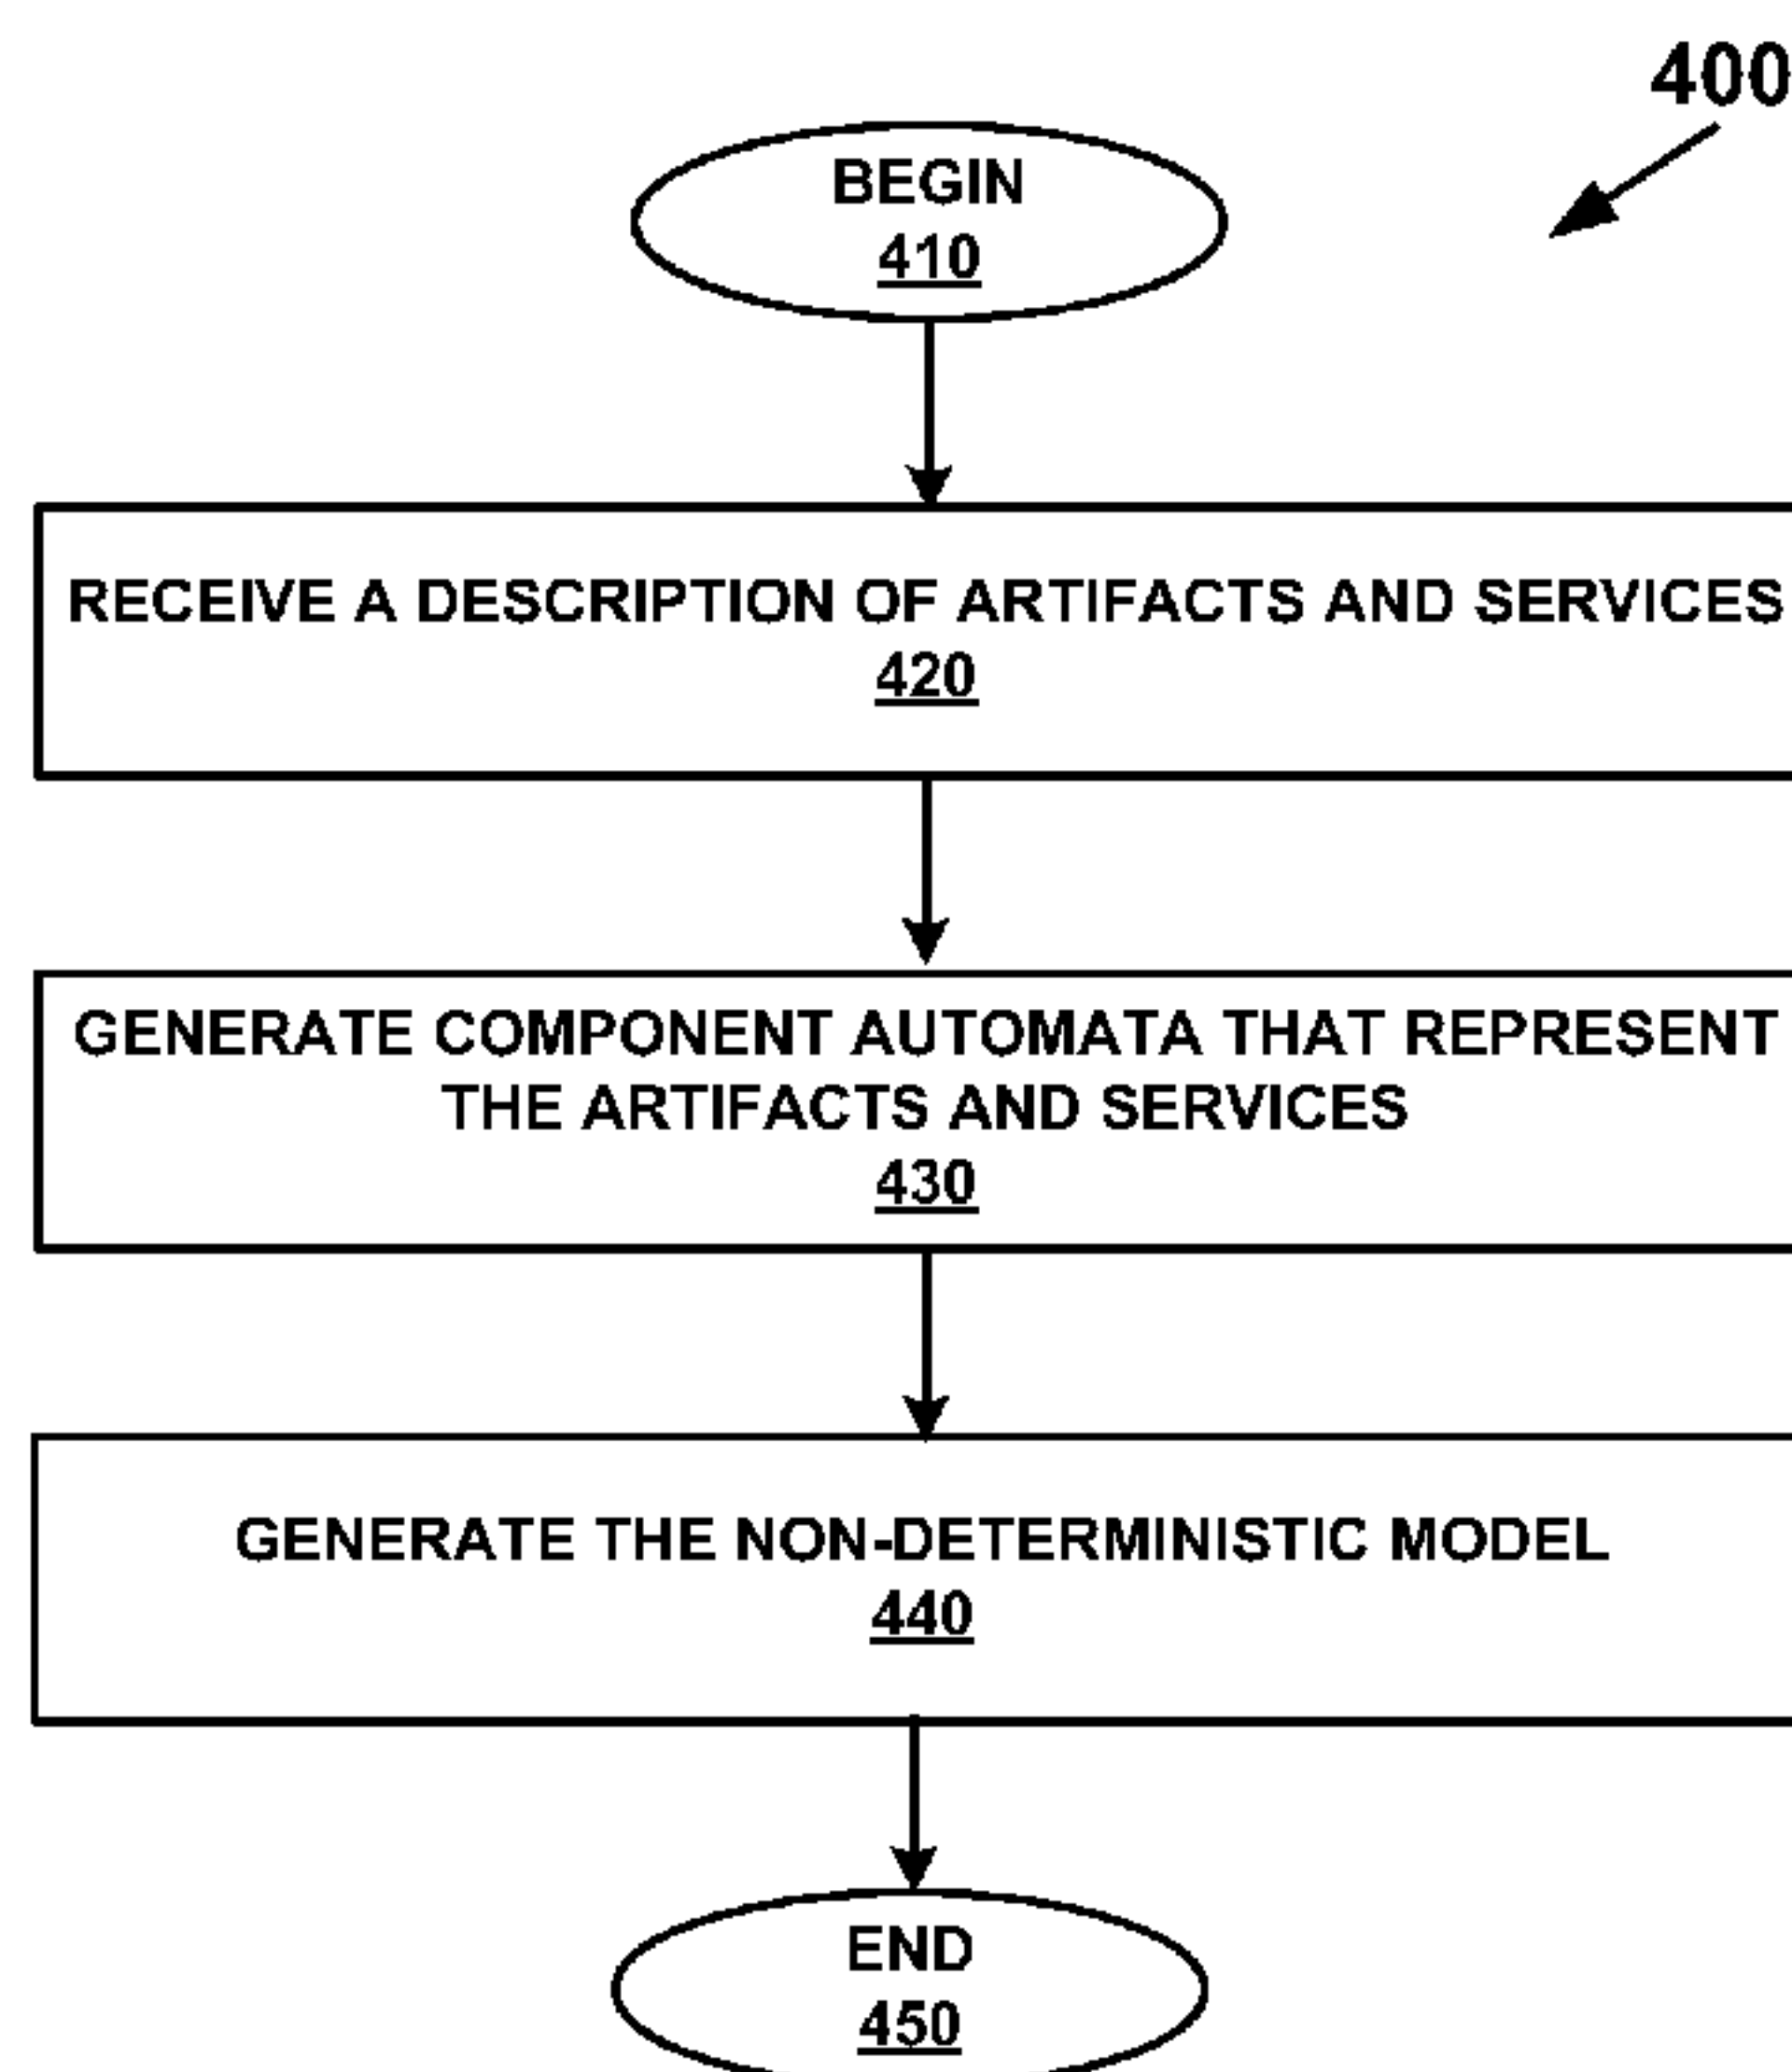 400
BEGIN
410
RECEIVE A DESCRIPTION OF ARTIFACTS AND SERVICES
420
GENERATE COMPONENT AUTOMATA THAT REPRESENT
THE ARTIFACTS AND SERVICES
430
GENERATE THE NON-DETERMINISTIC MODEL
440
END
450